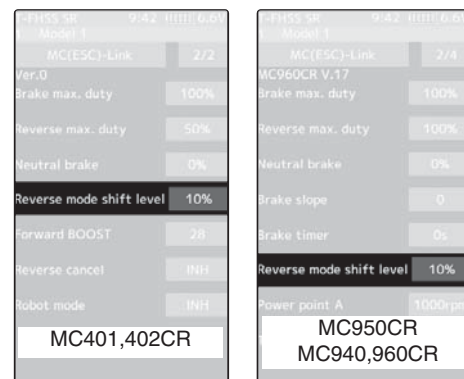 T-FHSS SR 9:42 6.6V
1 Model 1
MC(ESC)-Link 2/2
Ver.0
Brake max. duty 100%
Reverse max. duty 50%
Neutral brake 0%
Reverse mode shift level 10%
Forward BOOST 28
Reverse cancel INH
Robot mode INH
MC401,402CR
T-FHSS SR 9:42 6.6V
1 Model 1
MC(ESC)-Link 2/4
MC960CR V.17
Brake max. duty 100%
Reverse max. duty 100%
Neutral brake 0%
Brake slope 0
Brake timer 0s
Reverse mode shift level 10%
Power point A 1000rpm
MC950CR
MC940,960CR